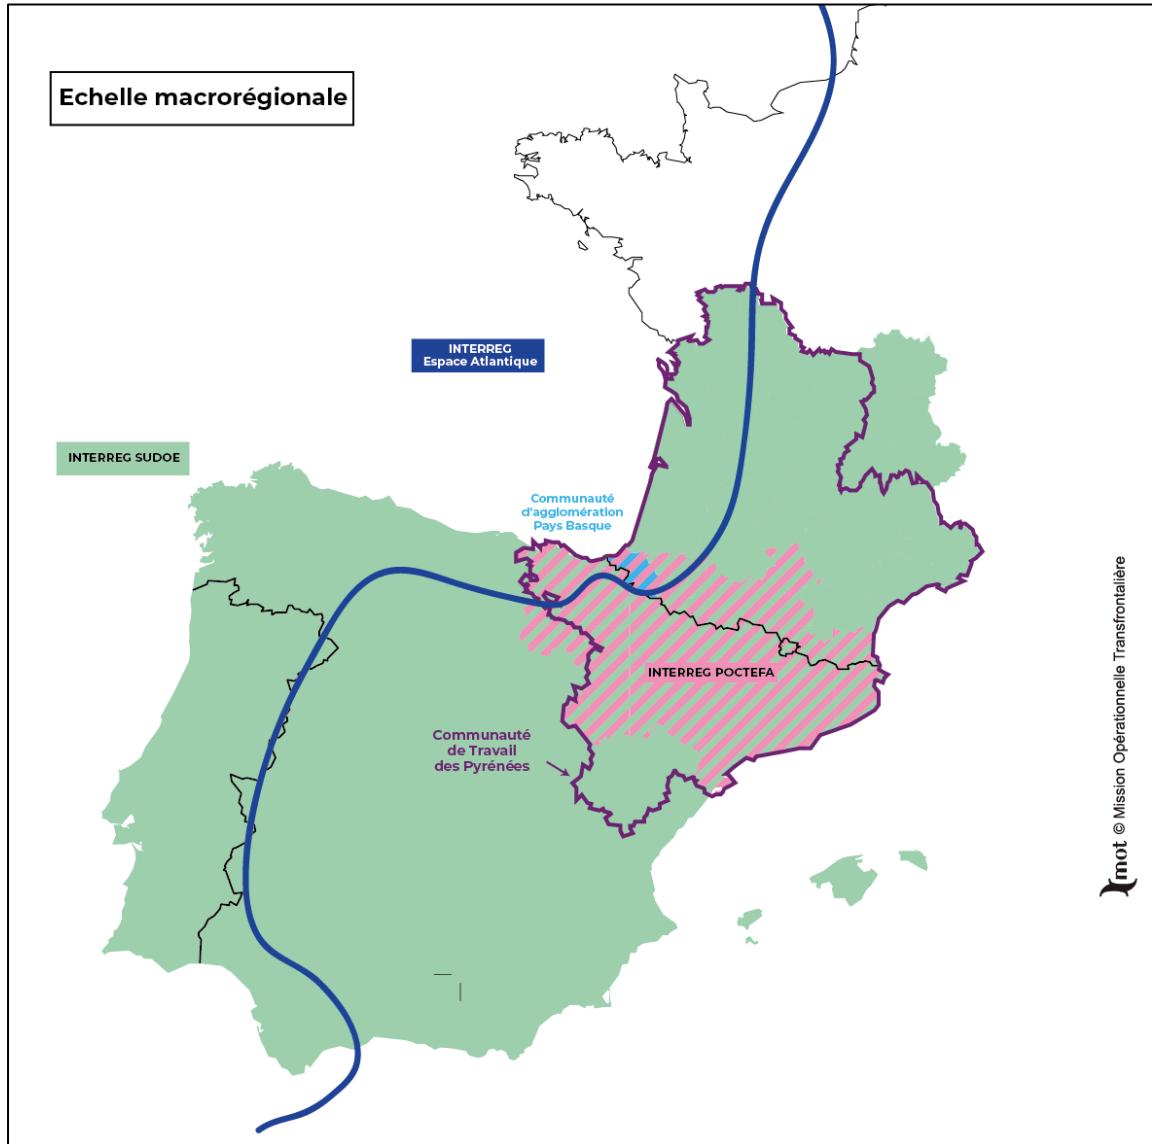 Echelle macrorégionale
INTERREG
Espace Atlantique
INTERREG SUDOE
Communauté
d'agglomération
Pays Basque
INTERREG POCTEFA
Communauté
de Travail
des Pyrénées
mot © Mission Opérationnelle Transfrontalière